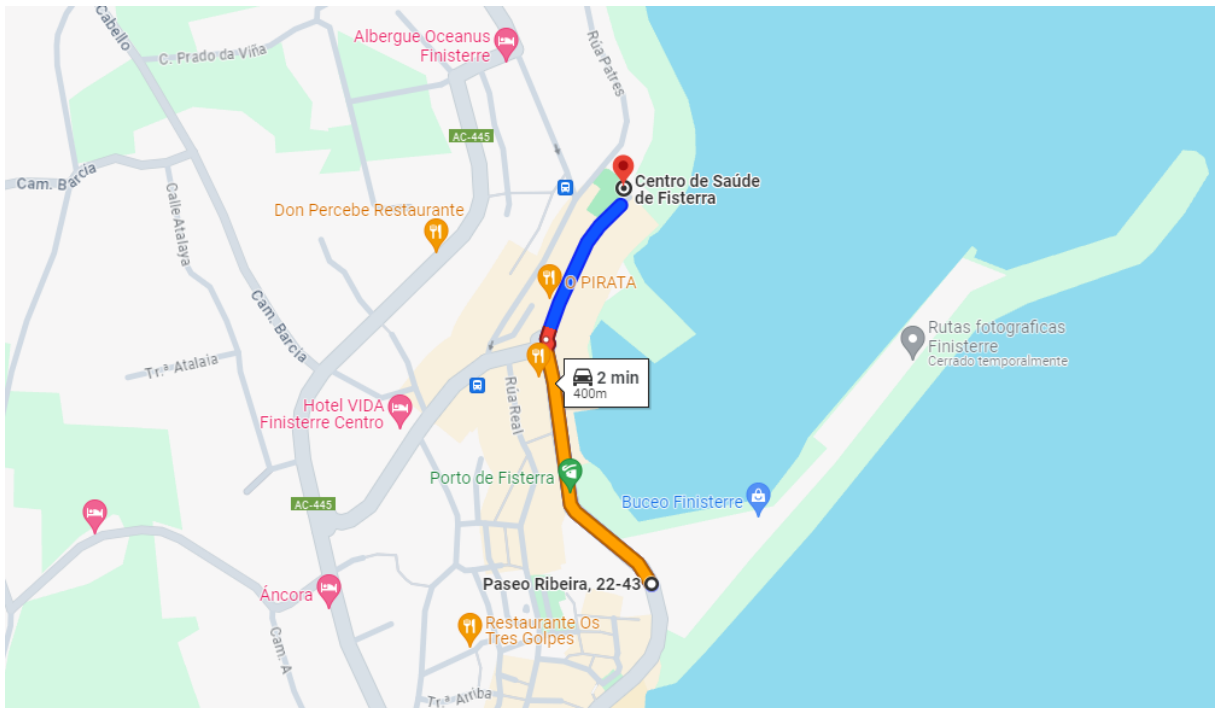 Cabello
C. Prado da Viña
Albergue Oceanus
Finisterre
Rúa Patres
AC-445
Cam. Barcia
Calle Atalaya
Centro de Saúde
de Fisterra
Don Percebe Restaurante
O PIRATA
Cam. Barcia
Rutas fotograficas
Finisterre
Cerrado temporalmente
Tr.ª Atalaia
2 min
400m
Rúa Real
Hotel VIDA
Finisterre Centro
Porto de Fisterra
Buceo Finisterre
AC-445
Paseo Ribeira, 22-43
Áncora
Restaurante Os
Tres Golpes
Cam. A
Tr.ª Arriba